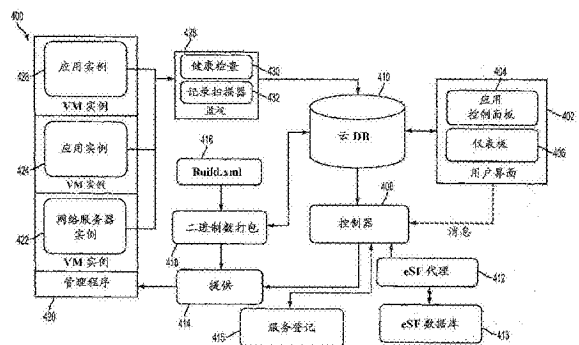 400
426
应用实例
VM 实例
424
应用实例
VM 实例
422
网络服务器
实例
VM 实例
管理程序
420
428
健康检查
430
记录扫描器
432
监视
416
Build.xml
二进制数打包
提供
414
服务登记
415
410
云 DB
408
控制器
消息
eSF 代理
412
eSF 数据库
413
404
应用
控制面板
402
仪表板
406
用户界面